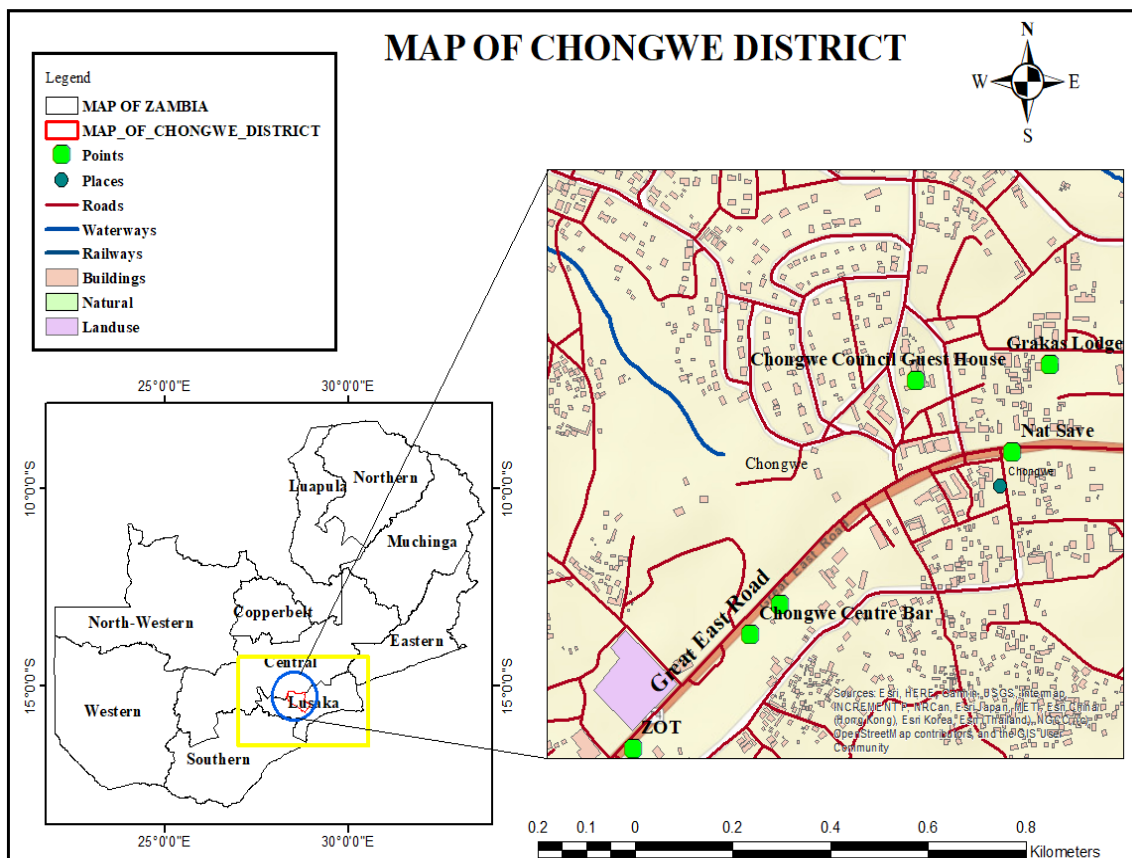 MAP OF CHONGWE DISTRICT
N
W E
S
Legend
MAP OF ZAMBIA
MAP_OF_CHONGWE_DISTRICT
Points
Places
Roads
Waterways
Railways
Buildings
Natural
Landuse
25°0'0"E 30°0'0"E
10°0'0"S
15°0'0"S
10°0'0"S
15°0'0"S
25°0'0"E 30°0'0"E
Northern
Luapula
Muchinga
Copperbelt
North-Western
Eastern
Central
Lusaka
Western
Southern
Grakas Lodge
Chongwe Council Guest House
Nat Save
Chongwe
Chongwe
Great East Road
Great East Road
Chongwe Centre Bar
ZOT
Sources: Esri, HERE, Garmin, USGS, Intermap,
INCREMENT P, NRCan, Esri Japan, METI, Esri China
(Hong Kong), Esri Korea, Esri (Thailand), NGCC, (c)
OpenStreetMap contributors, and the GIS User
Community
0.2 0.1 0 0.2 0.4 0.6 0.8
Kilometers